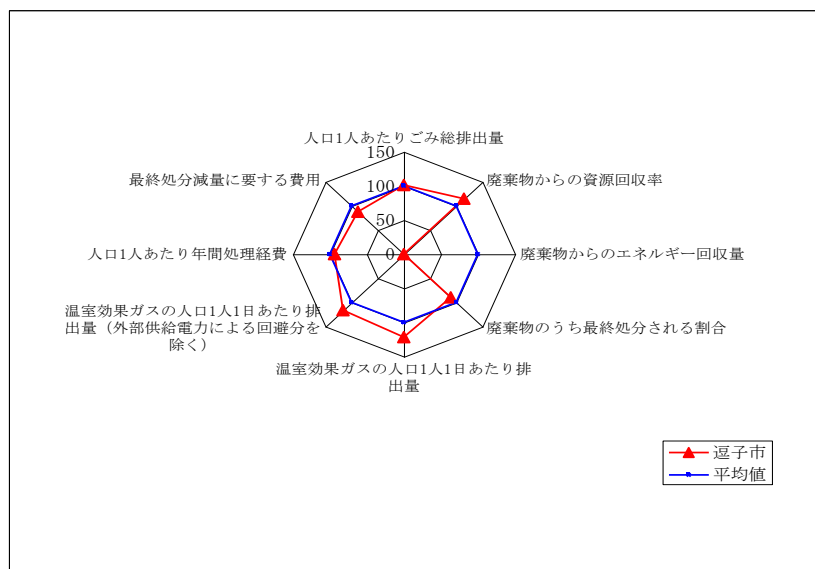 人口1人あたりごみ総排出量
150
100
50
0
廃棄物からの資源回収率
廃棄物からのエネルギー回収量
廃棄物のうち最終処分される割合
温室効果ガスの人口1人1日あたり排
出量
温室効果ガスの人口1人1日あたり排
出量（外部供給電力による回避分を
除く）
人口1人あたり年間処理経費
最終処分減量に要する費用
逗子市
平均値